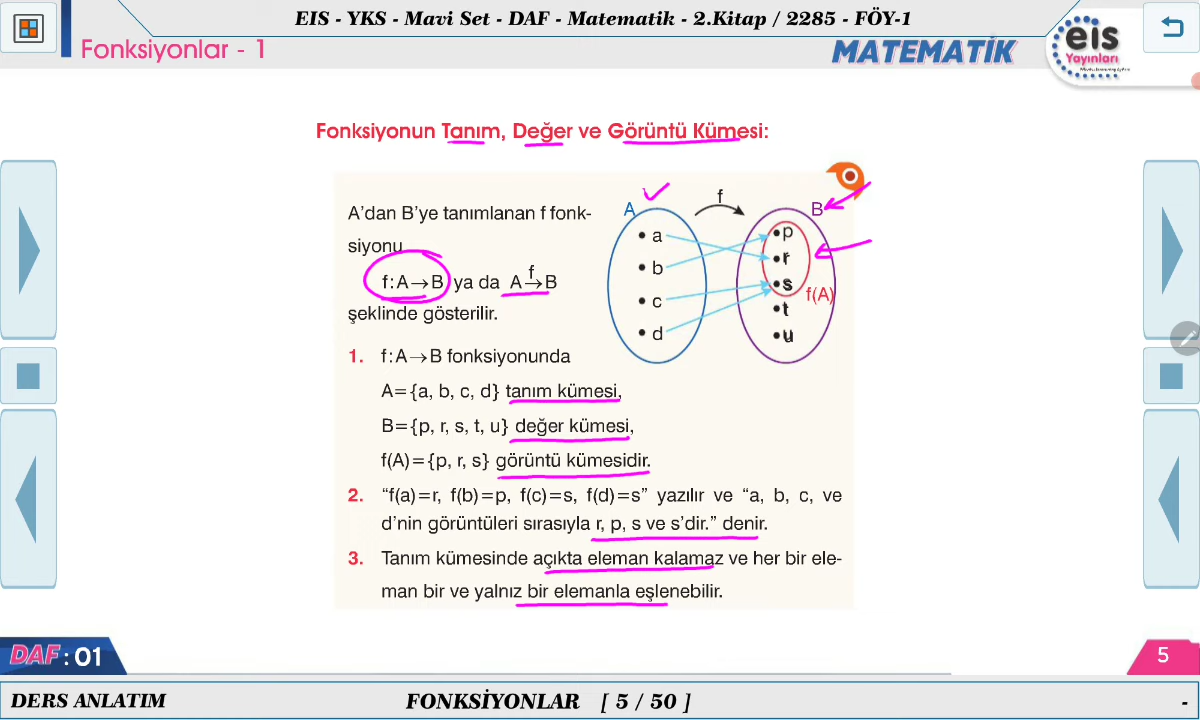 EIS - YKS - Mavi Set - DAF - Matematik - 2.Kitap / 2285 - FÖY-1
Fonksiyonlar - 1
MATEMATİK
eis
Yayınları
Fonksiyonun Tanım, Değer ve Görüntü Kümesi:
A'dan B'ye tanımlanan f fonk-
siyonu
f:A→B ya da A f→ B
şeklinde gösterilir.
A
f
B
• a
• b
• c
• d
•p
•r
•s
f(A)
•t
•u
1. f:A→B fonksiyonunda
A={a, b, c, d} tanım kümesi,
B={p, r, s, t, u} değer kümesi,
f(A)={p, r, s} görüntü kümesidir.
2. “f(a)=r, f(b)=p, f(c)=s, f(d)=s” yazılır ve “a, b, c, ve
d'nin görüntüleri sırasıyla r, p, s ve s'dir.” denir.
3. Tanım kümesinde açıkta eleman kalamaz ve her bir ele-
man bir ve yalnız bir elemanla eşlenebilir.
DAF : 01
5
DERS ANLATIM
FONKSİYONLAR [ 5 / 50 ]
-